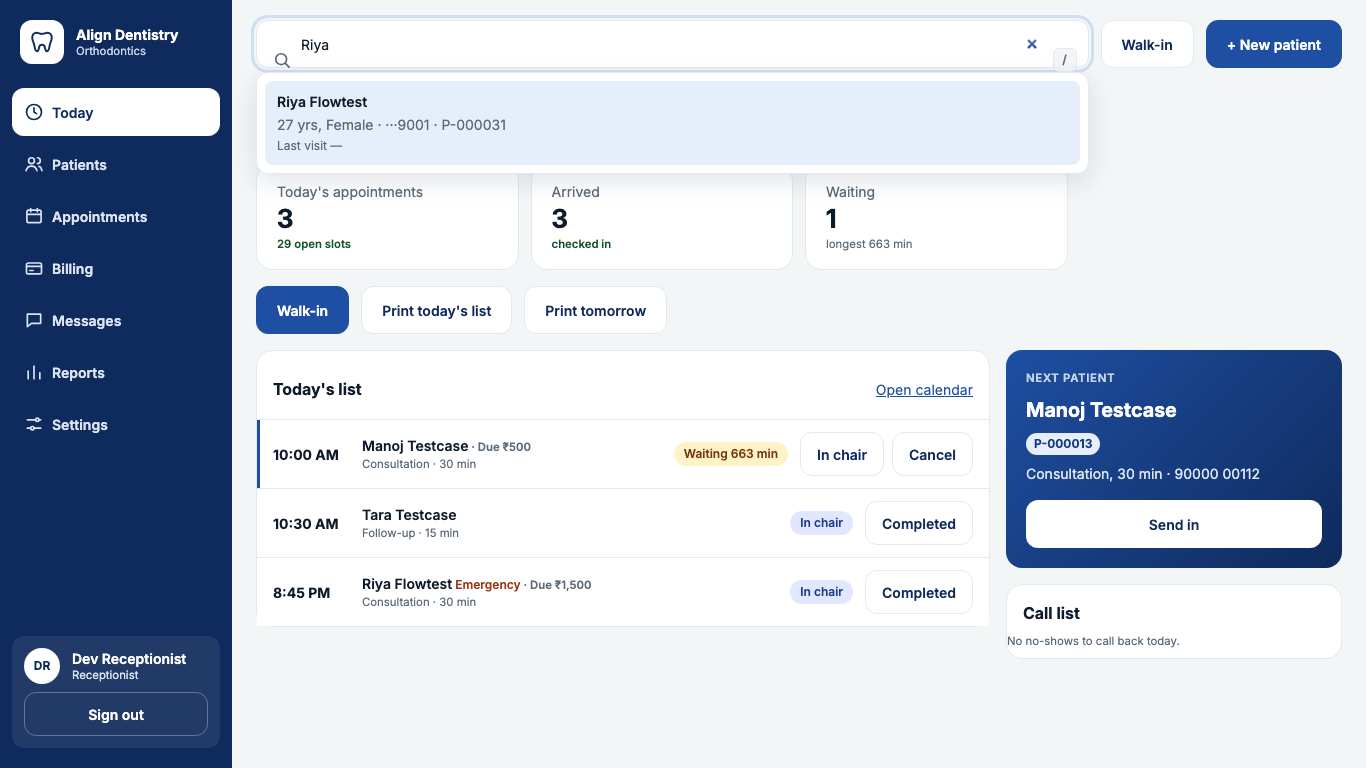 Align Dentistry
Orthodontics
Today
Patients
Appointments
Billing
Messages
Reports
Settings
DR
Dev Receptionist
Receptionist
Sign out
Riya
/
Walk-in
+ New patient
Riya Flowtest
27 yrs, Female · ···9001 · P-000031
Last visit —
Today's appointments
3
29 open slots
Arrived
3
checked in
Waiting
1
longest 663 min
Walk-in
Print today's list
Print tomorrow
Today's list
Open calendar
10:00 AM
Manoj Testcase · Due ₹500
Consultation · 30 min
Waiting 663 min
In chair
Cancel
10:30 AM
Tara Testcase
Follow-up · 15 min
In chair
Completed
8:45 PM
Riya Flowtest Emergency · Due ₹1,500
Consultation · 30 min
In chair
Completed
NEXT PATIENT
Manoj Testcase
P-000013
Consultation, 30 min · 90000 00112
Send in
Call list
No no-shows to call back today.